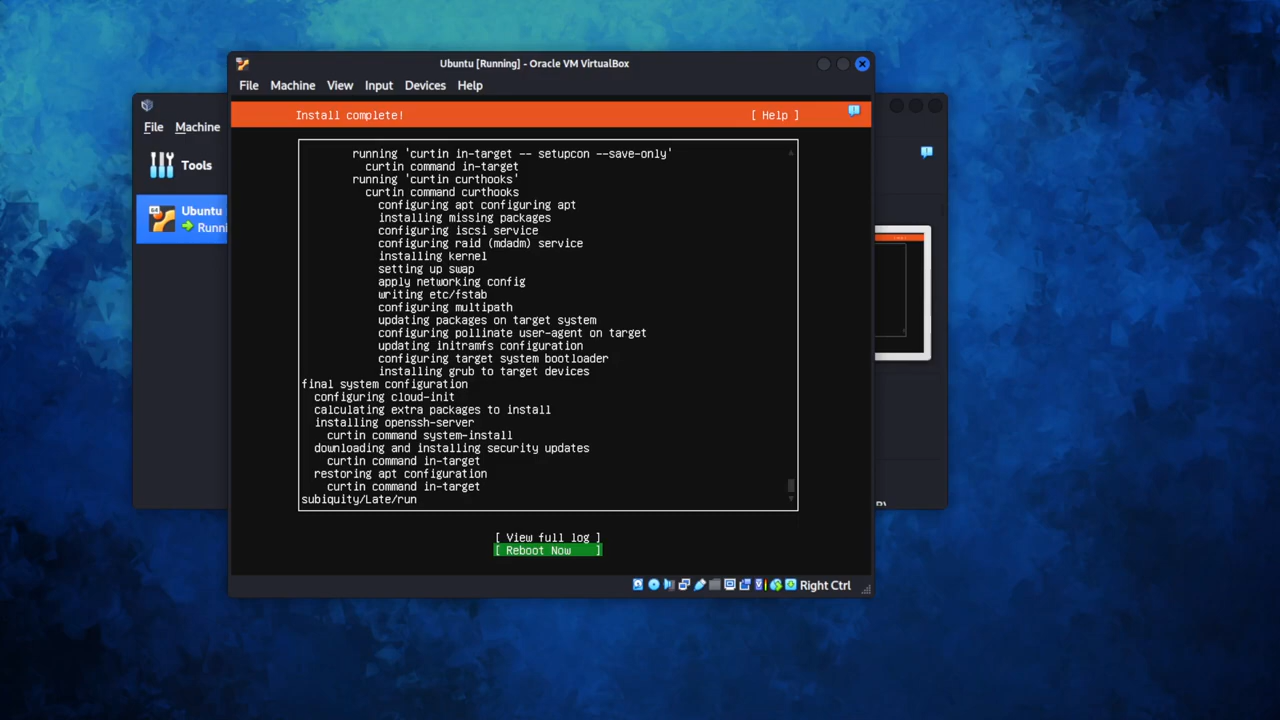 Ubuntu [Running] - Oracle VM VirtualBox
File Machine View Input Devices Help
Install complete!
[ Help ]
running 'curtin in-target -- setupcon --save-only'
curtin command in-target
running 'curtin curthooks'
curtin command curthooks
configuring apt configuring apt
installing missing packages
configuring iscsi service
configuring raid (mdadm) service
installing kernel
setting up swap
apply networking config
writing etc/fstab
configuring multipath
updating packages on target system
configuring pollinate user-agent on target
updating initramfs configuration
configuring target system bootloader
installing grub to target devices
final system configuration
configuring cloud-init
calculating extra packages to install
installing openssh-server
curtin command system-install
downloading and installing security updates
curtin command in-target
restoring apt configuration
curtin command in-target
subiquity/Late/run
[ View full log ]
[ Reboot Now ]
Right Ctrl
File Machine
Tools
Ubuntu